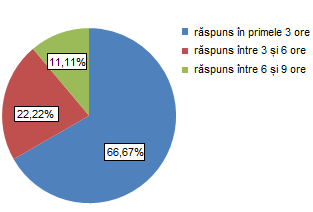 răspuns în primele 3 ore
răspuns între 3 și 6 ore
răspuns între 6 și 9 ore
11,11%
22,22%
66,67%